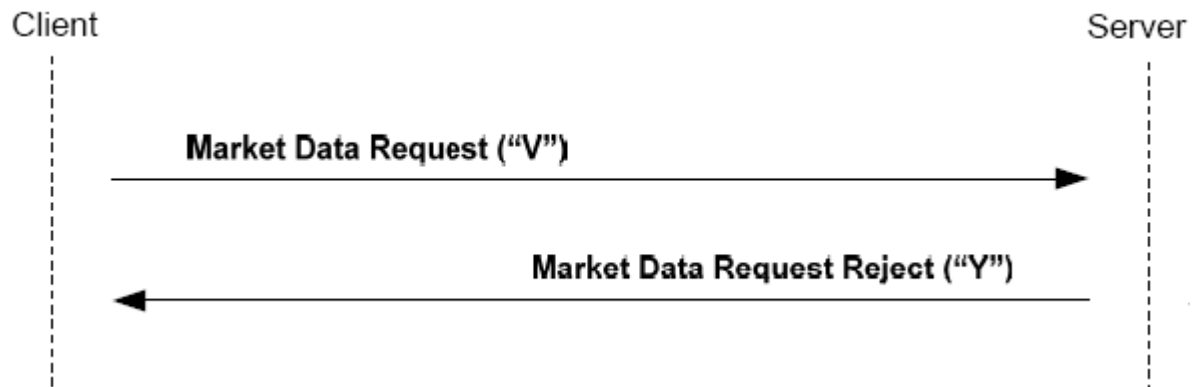 Client
Server
Market Data Request (“V”)
Market Data Request Reject (“Y”)